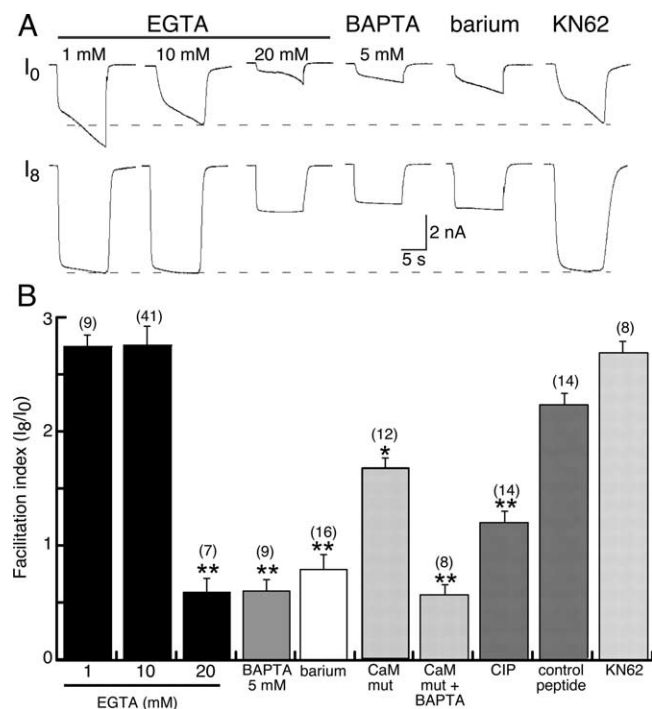 A
EGTA BAPTA barium KN62
1 mM 10 mM 20 mM 5 mM
I0
I8
2 nA
5 s
B
Facilitation index (I8/I0)
3
2
1
0
(9) (41) (7) (9) (16) (12) (8) (14) (14) (8)
** ** ** * ** **
1 10 20 BAPTA barium CaM CaM CIP control KN62
5 mM mut mut + peptide
BAPTA
EGTA (mM)